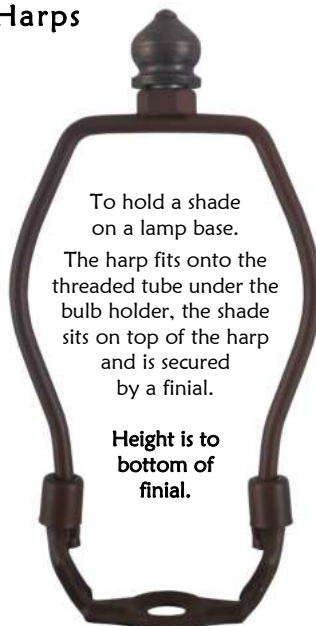 Harps
To hold a shade
on a lamp base.
The harp fits onto the
threaded tube under the
bulb holder, the shade
sits on top of the harp
and is secured
by a finial.
Height is to
bottom of
finial.